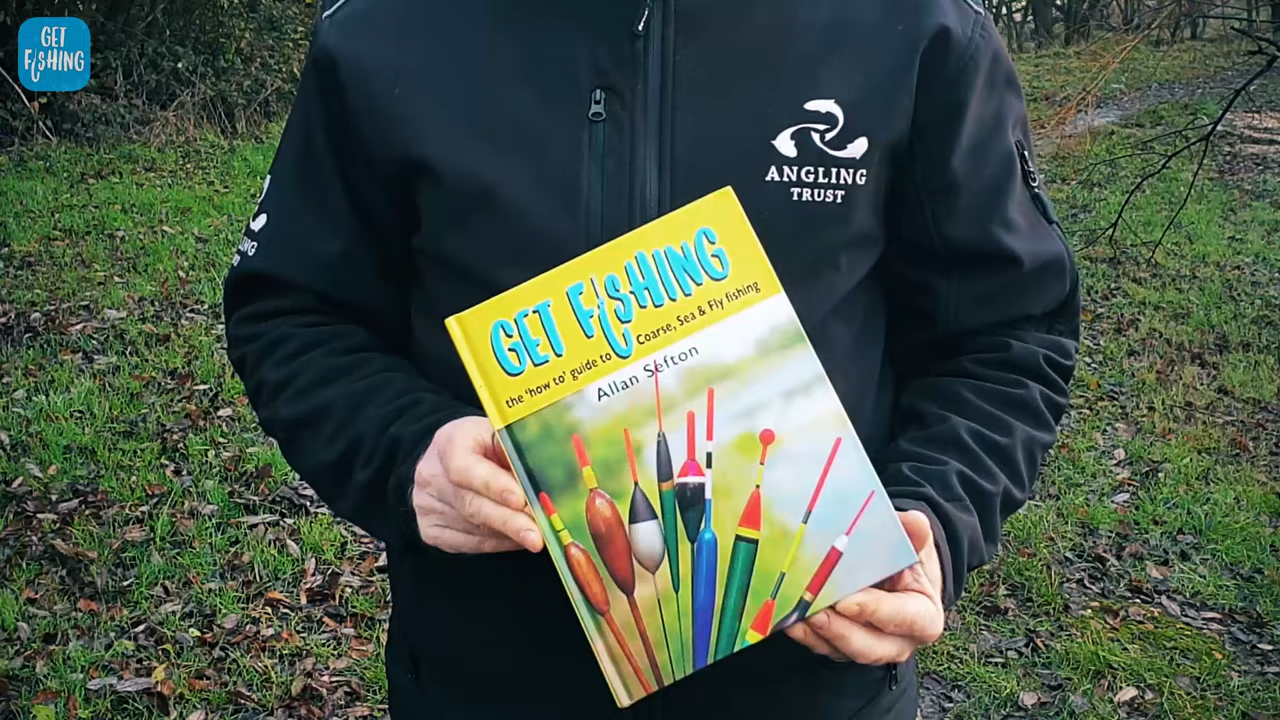 GET
FISHING
ANGLING
TRUST
GET FISHING
the 'how to' guide to Coarse, Sea & Fly fishing
Allan Sefton